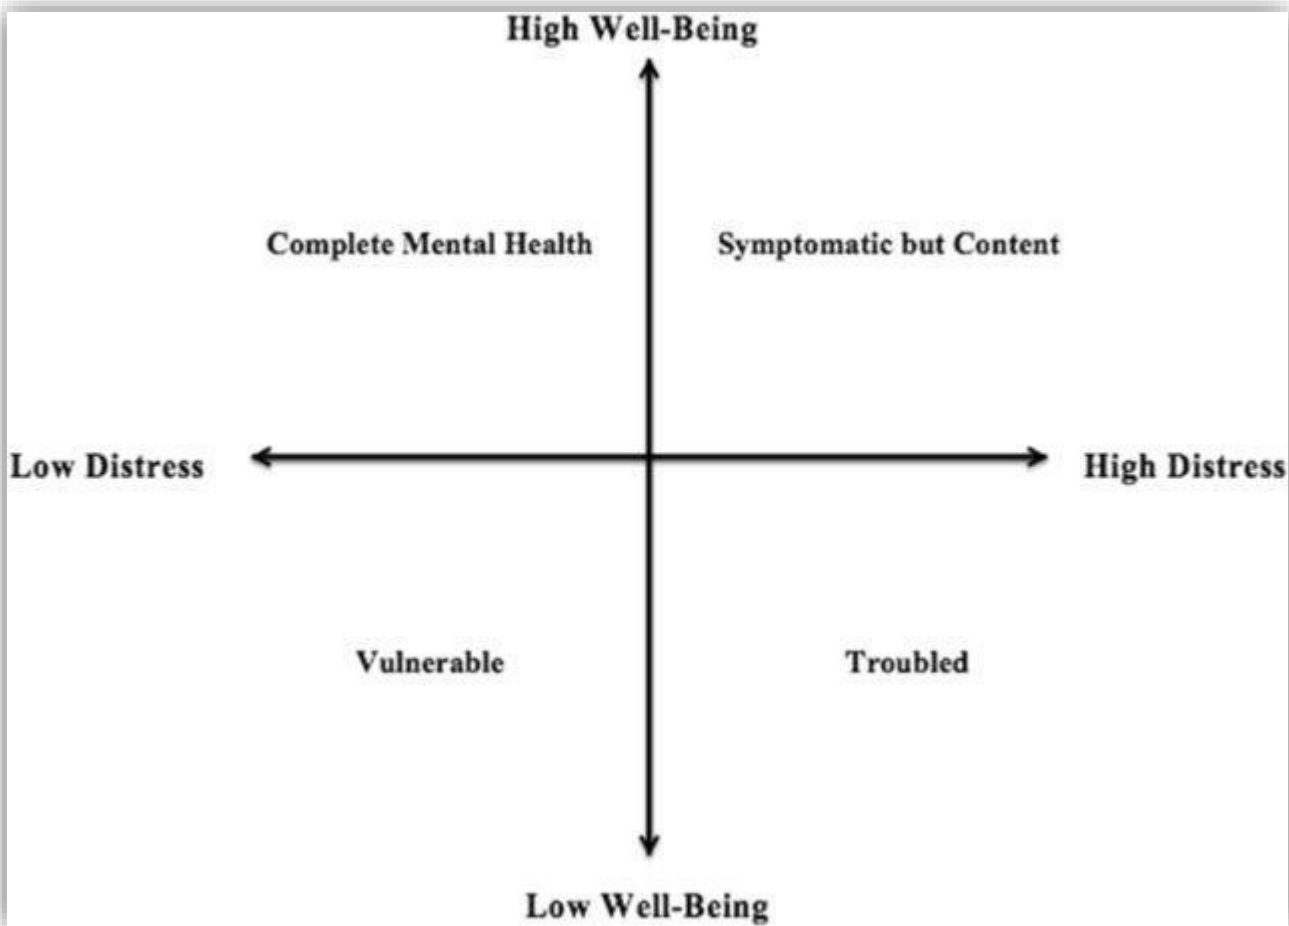 High Well-Being
Complete Mental Health
Symptomatic but Content
Low Distress
High Distress
Vulnerable
Troubled
Low Well-Being